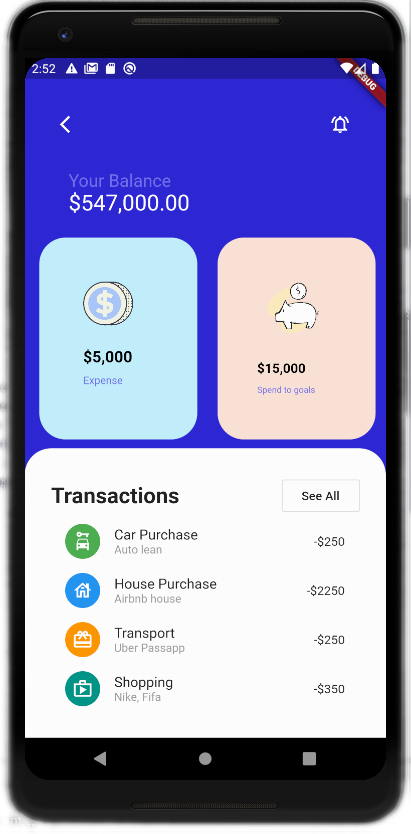 2:52
DEBUG
Your Balance
$547,000.00
$
$
$5,000
Expense
$15,000
Spend to goals
Transactions
See All
Car Purchase
-$250
Auto lean
House Purchase
-$2250
Airbnb house
Transport
-$250
Uber Passapp
Shopping
-$350
Nike, Fifa